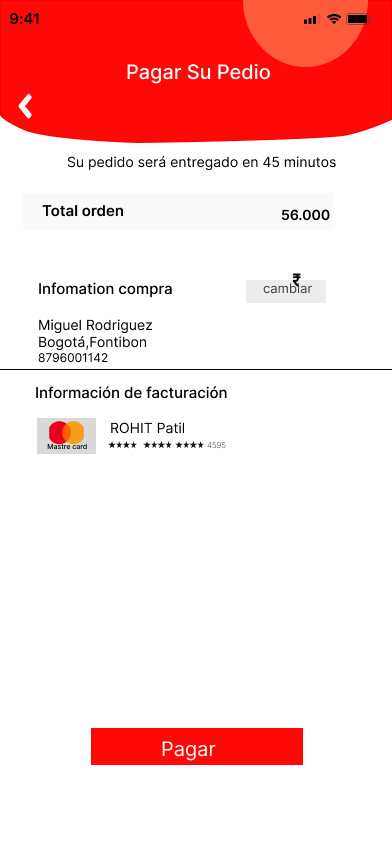 9:41
Pagar Su Pedio
Su pedido será entregado en 45 minutos
Total orden
56.000
₹
Infomation compra
cambiar
Miguel Rodriguez
Bogotá,Fontibon
8796001142
Información de facturación
ROHIT Patil
★★★★ ★★★★ ★★★★ 4595
Mastre card
Pagar